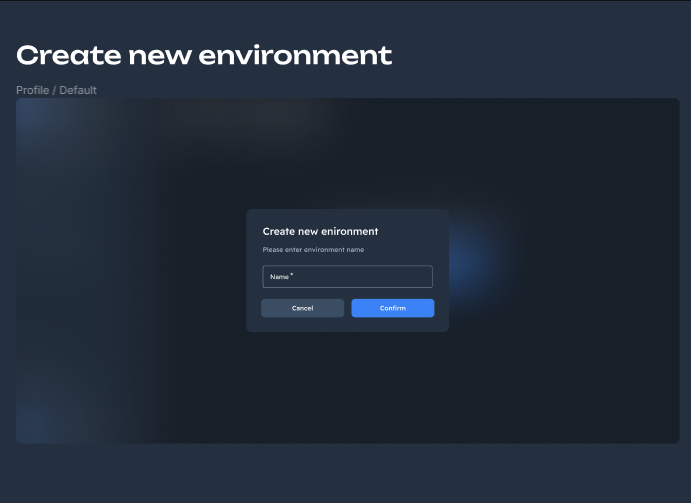 Create new environment
Profile / Default
Create new enironment
Please enter environment name
Name*
Cancel
Confirm